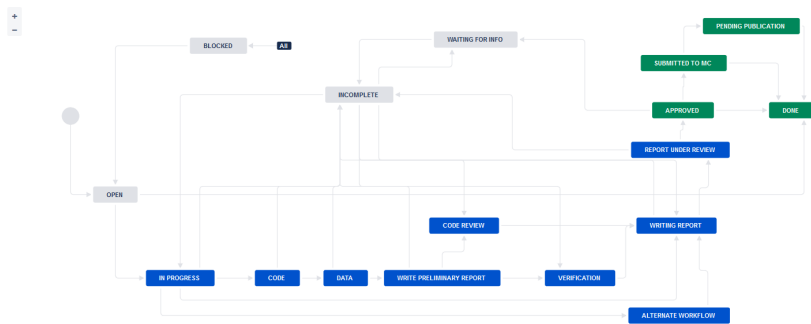 +
−
PENDING PUBLICATION
WAITING FOR INFO
BLOCKED
All
SUBMITTED TO MC
INCOMPLETE
APPROVED
DONE
REPORT UNDER REVIEW
OPEN
CODE REVIEW
WRITING REPORT
IN PROGRESS
CODE
DATA
WRITE PRELIMINARY REPORT
VERIFICATION
ALTERNATE WORKFLOW